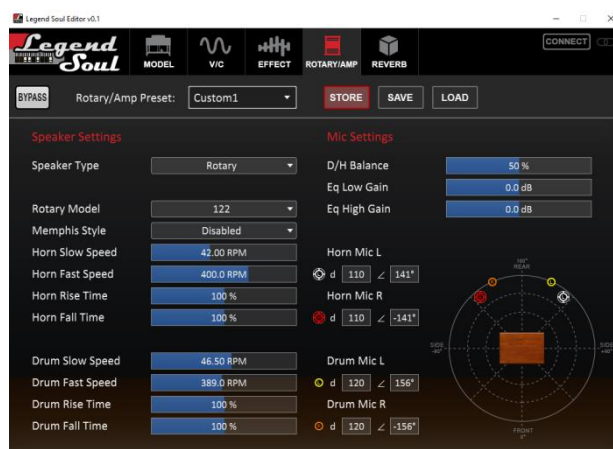 Legend Soul Editor v0.1
Legend Soul
MODEL V/C EFFECT ROTARY/AMP REVERB
CONNECT
BYPASS Rotary/Amp Preset: Custom1 STORE SAVE LOAD
Speaker Settings Mic Settings
Speaker Type Rotary D/H Balance 50 %
Eq Low Gain 0.0 dB
Rotary Model 122 Eq High Gain 0.0 dB
Memphis Style Disabled
Horn Slow Speed 42.00 RPM Horn Mic L
Horn Fast Speed 400.0 RPM d 110 ∠ 141°
Horn Rise Time 100 % Horn Mic R
Horn Fall Time 100 % d 110 ∠ -141°
Drum Slow Speed 46.50 RPM Drum Mic L
Drum Fast Speed 389.0 RPM d 120 ∠ 156°
Drum Rise Time 100 % Drum Mic R
Drum Fall Time 100 % d 120 ∠ -156°
REAR
SIDE SIDE
FRONT